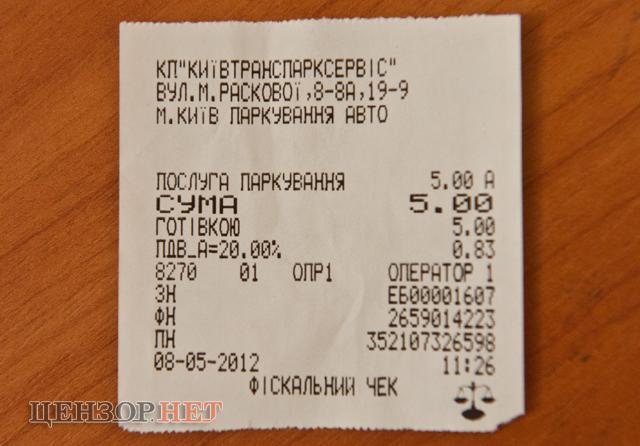 КП"КИЇВТРАНСПАРКСЕРВІС"
ВУЛ.М.РАСКОВОЇ,8-8А,19-9
М.КИЇВ ПАРКУВАННЯ АВТО
ПОСЛУГА ПАРКУВАННЯ 5.00 А
СУМА 5.00
ГОТІВКОЮ 5.00
ПДВ_А=20.00% 0.83
8270 01 ОПР1 ОПЕРАТОР 1
ЗН ЕБ00001607
ФН 2659014223
ПН 352107326598
08-05-2012 11:26
ФІСКАЛЬНИЙ ЧЕК
ЦЕНЗОР.НЕТ